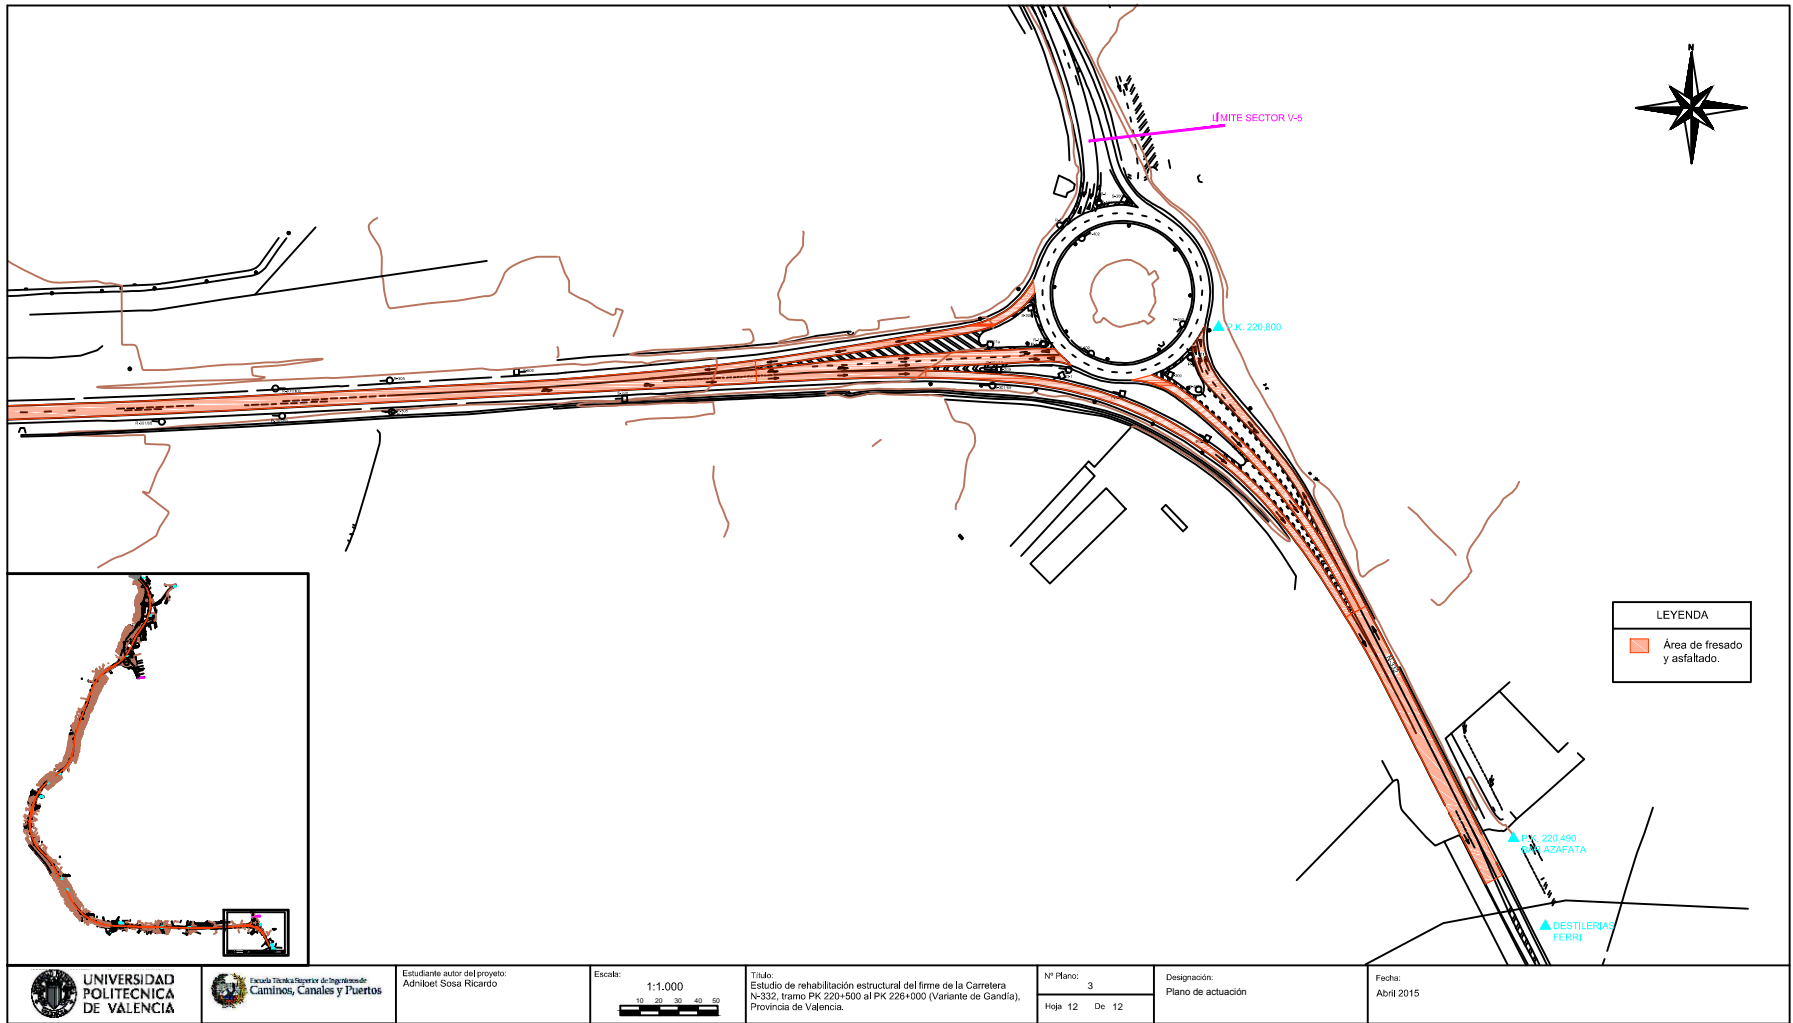 N
LÍMITE SECTOR V-5
P.K. 220,800
LEYENDA
Área de fresado
y asfaltado.
P.K. 220,490
BAR AZAFATA
DESTILERIAS
FERRI
UNIVERSIDAD
POLITECNICA
DE VALENCIA
Escuela Técnica Superior de Ingenieros de
Caminos, Canales y Puertos
Estudiante autor del proyeto:
Adniloet Sosa Ricardo
Escala:
1:1.000
10 20 30 40 50
Título:
Estudio de rehabilitación estructural del firme de la Carretera
N-332, tramo PK 220+500 al PK 226+000 (Variante de Gandía),
Provincia de Valencia.
Nº Plano:
3
Hoja 12 De 12
Designación:
Plano de actuación
Fecha:
Abril 2015